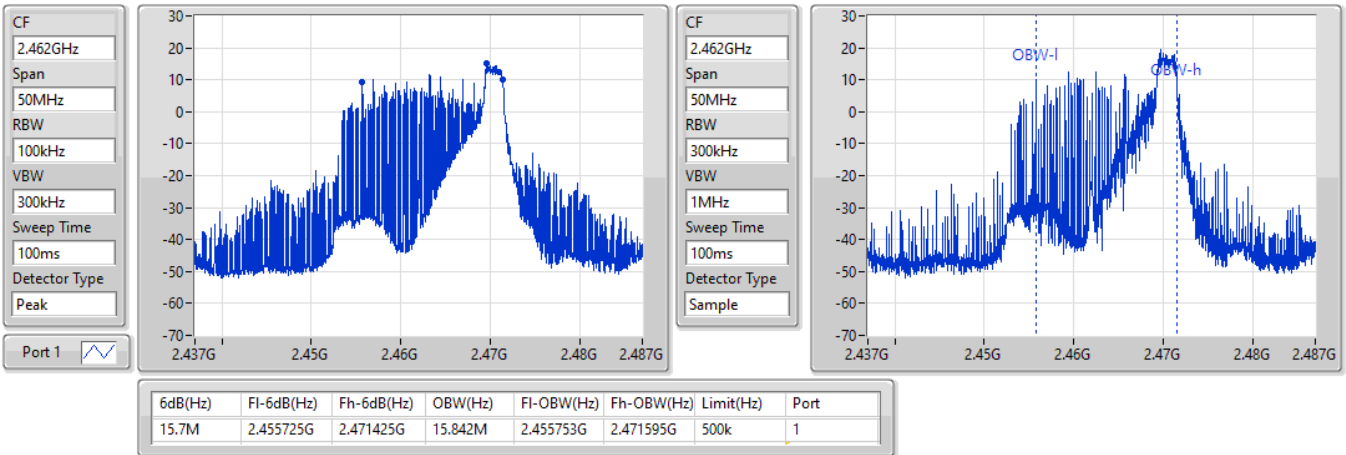 CF
2.462GHz
Span
50MHz
RBW
100kHz
VBW
300kHz
Sweep Time
100ms
Detector Type
Peak
Port 1
30
20
10
0
-10
-20
-30
-40
-50
-60
-70
2.437G 2.45G 2.46G 2.47G 2.48G 2.487G
CF
2.462GHz
Span
50MHz
RBW
300kHz
VBW
1MHz
Sweep Time
100ms
Detector Type
Sample
30
20
10
0
-10
-20
-30
-40
-50
-60
-70
OBW-l
OBW-h
2.437G 2.45G 2.46G 2.47G 2.48G 2.487G
6dB(Hz) Fl-6dB(Hz) Fh-6dB(Hz) OBW(Hz) Fl-OBW(Hz) Fh-OBW(Hz) Limit(Hz) Port
15.7M 2.455725G 2.471425G 15.842M 2.455753G 2.471595G 500k 1